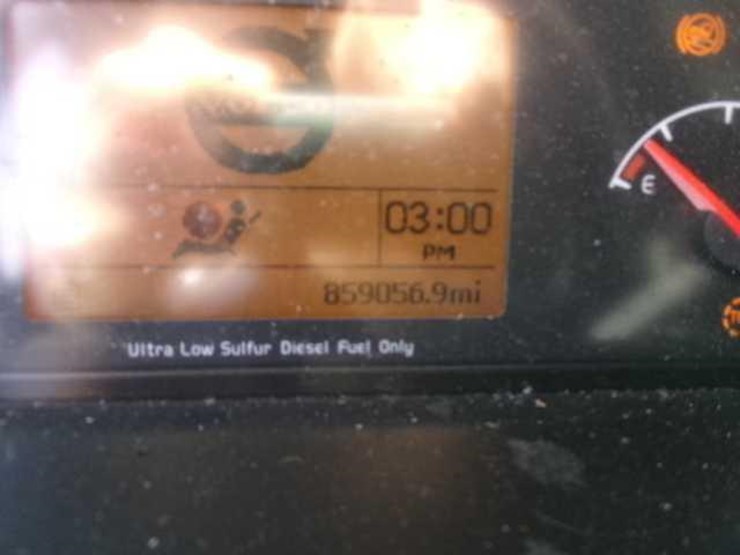 03:00
PM
859056.9mi
E
Ultra Low Sulfur Diesel Fuel Only